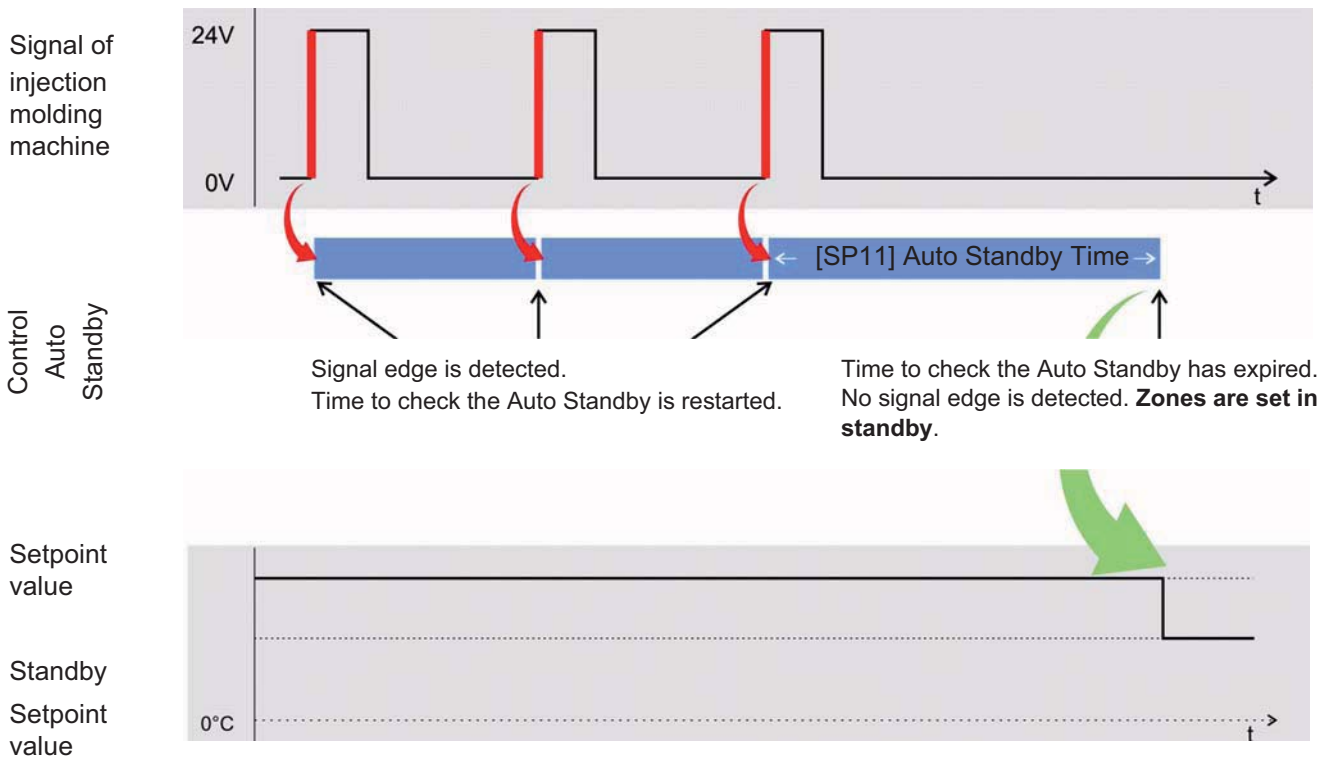 Signal of
injection
molding
machine
24V
0V
t
Control
Auto
Standby
[SP11] Auto Standby Time
Signal edge is detected.
Time to check the Auto Standby is restarted.
Time to check the Auto Standby has expired.
No signal edge is detected. Zones are set in
standby.
Setpoint
value
Standby
Setpoint
value
0°C
t